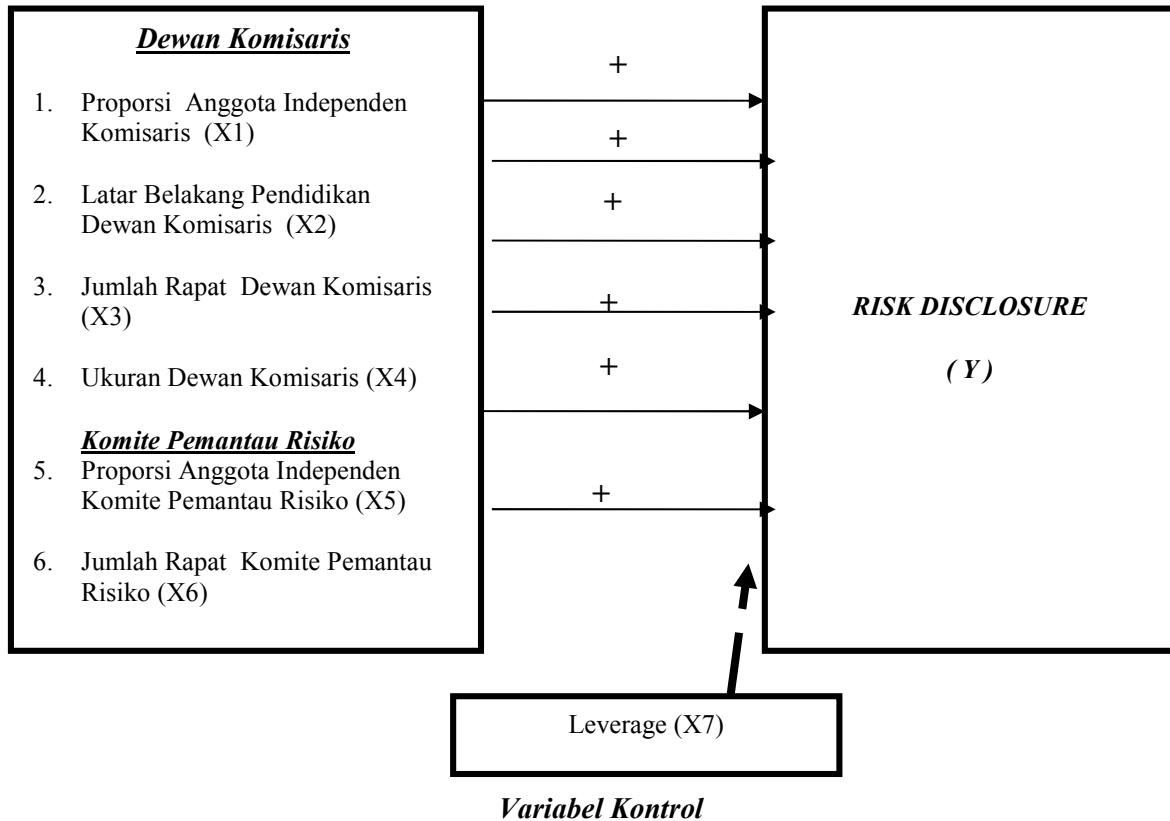 Dewan Komisaris
1. Proporsi Anggota Independen
Komisaris (X1)
2. Latar Belakang Pendidikan
Dewan Komisaris (X2)
3. Jumlah Rapat Dewan Komisaris
(X3)
4. Ukuran Dewan Komisaris (X4)
Komite Pemantau Risiko
5. Proporsi Anggota Independen
Komite Pemantau Risiko (X5)
6. Jumlah Rapat Komite Pemantau
Risiko (X6)
+
+
+
+
+
+
RISK DISCLOSURE
( Y )
Leverage (X7)
Variabel Kontrol